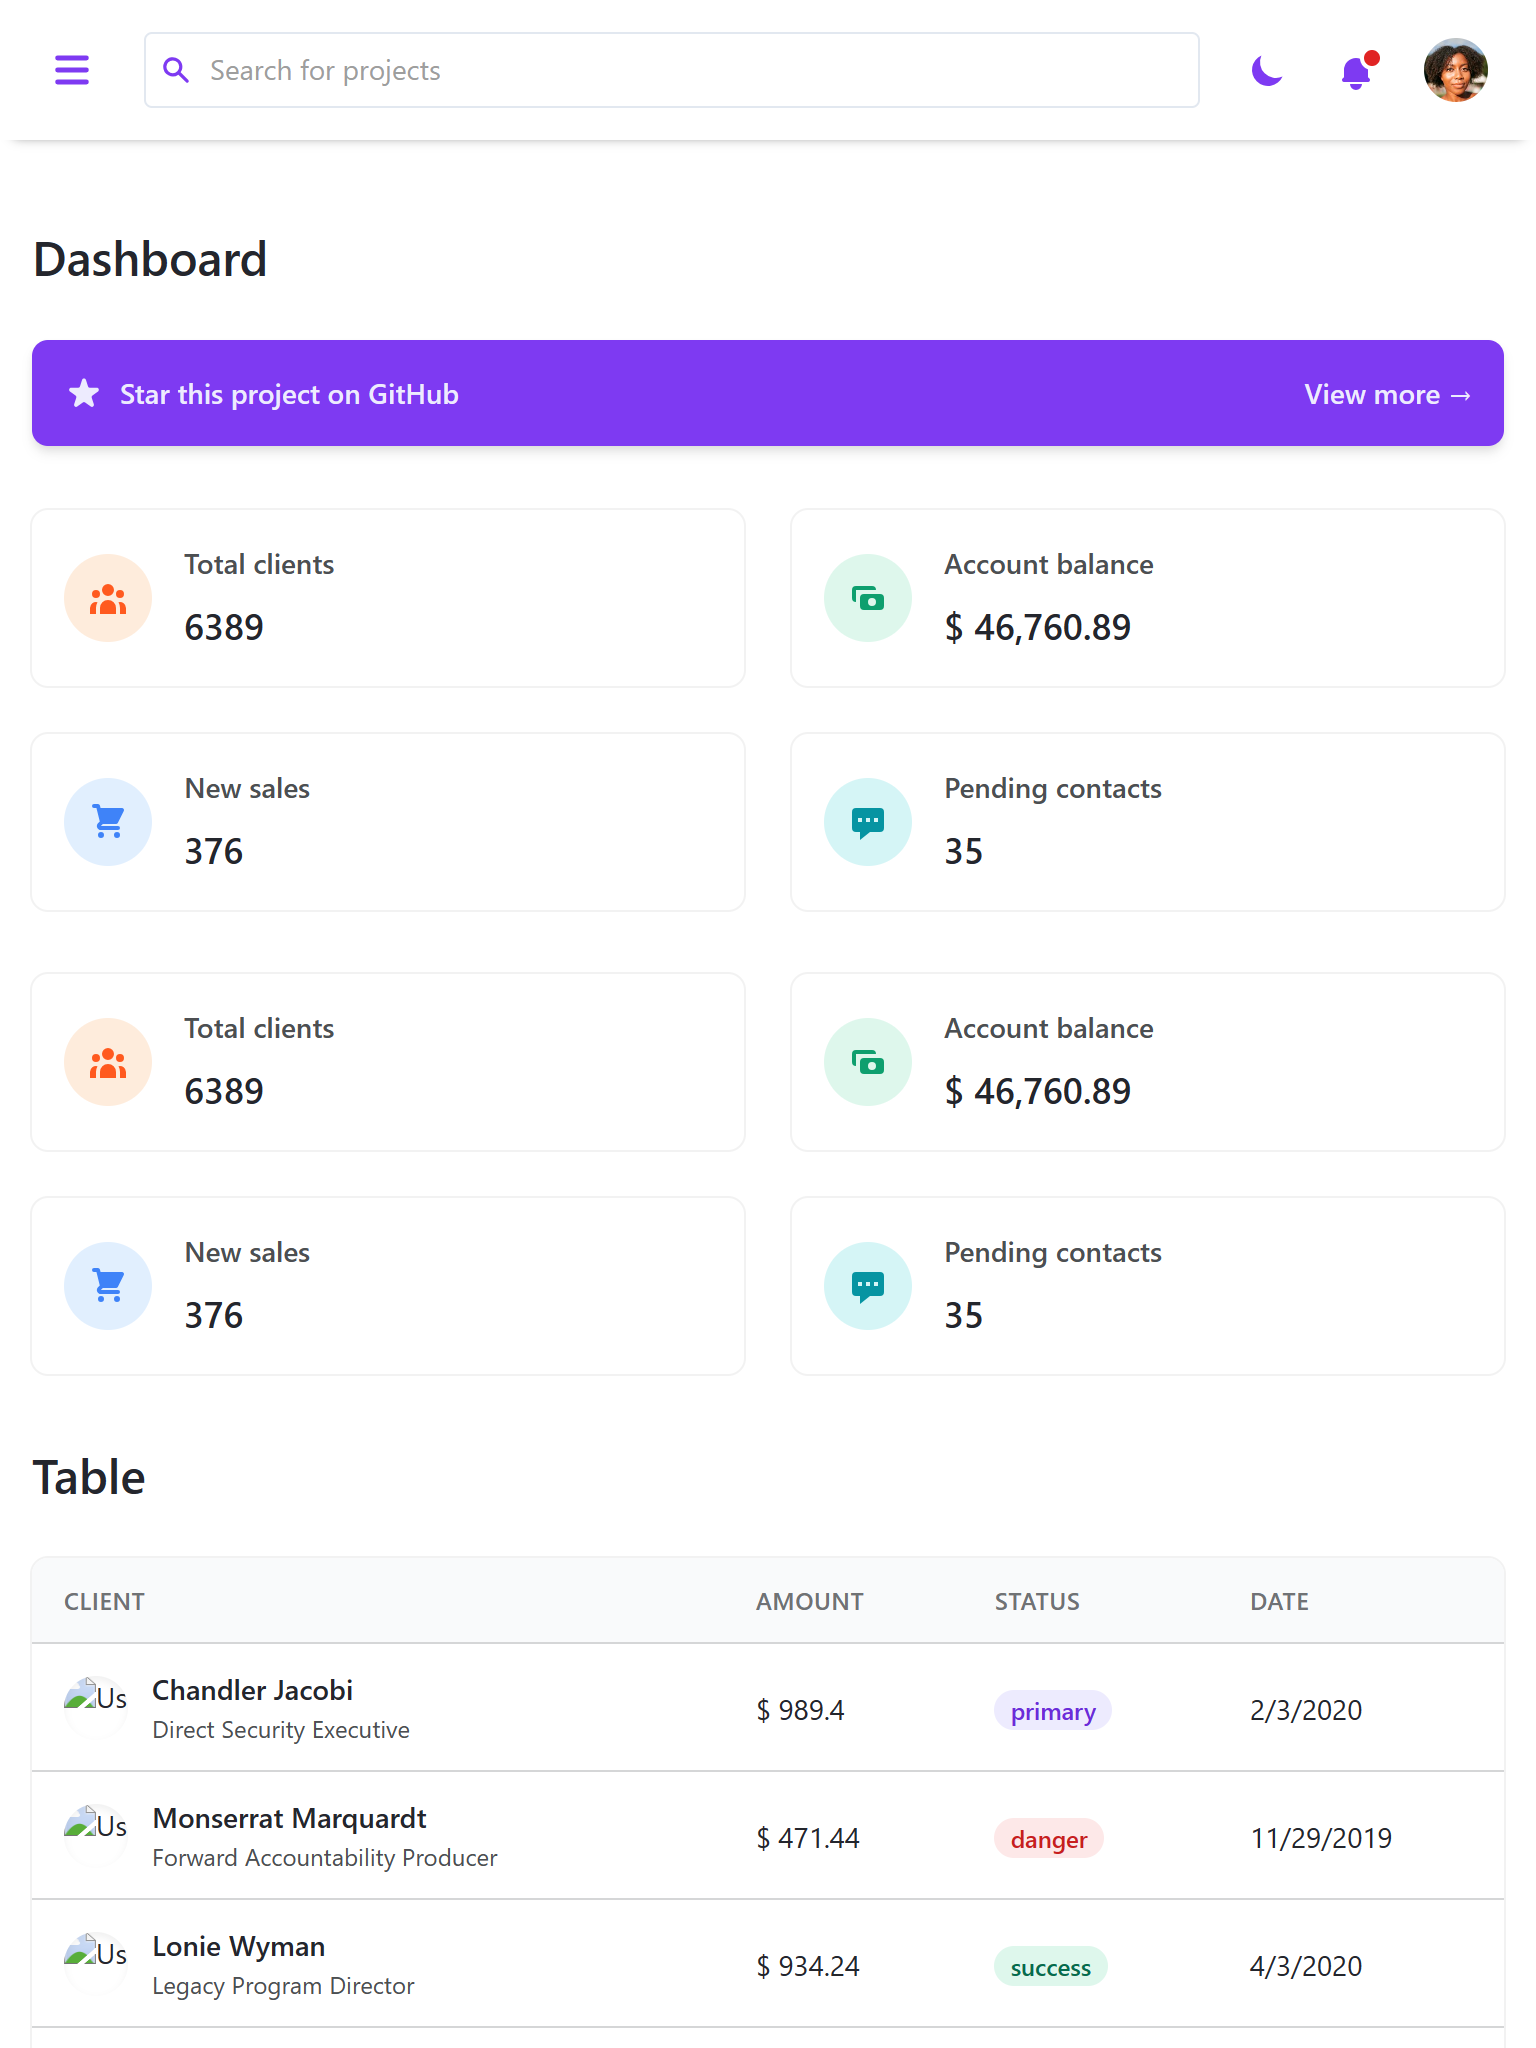 Search for projects
Dashboard
Star this project on GitHub
View more →
Total clients
6389
Account balance
$ 46,760.89
New sales
376
Pending contacts
35
Total clients
6389
Account balance
$ 46,760.89
New sales
376
Pending contacts
35
Table
CLIENT AMOUNT STATUS DATE
Us
Chandler Jacobi
Direct Security Executive
$ 989.4
primary
2/3/2020
Us
Monserrat Marquardt
Forward Accountability Producer
$ 471.44
danger
11/29/2019
Us
Lonie Wyman
Legacy Program Director
$ 934.24
success
4/3/2020